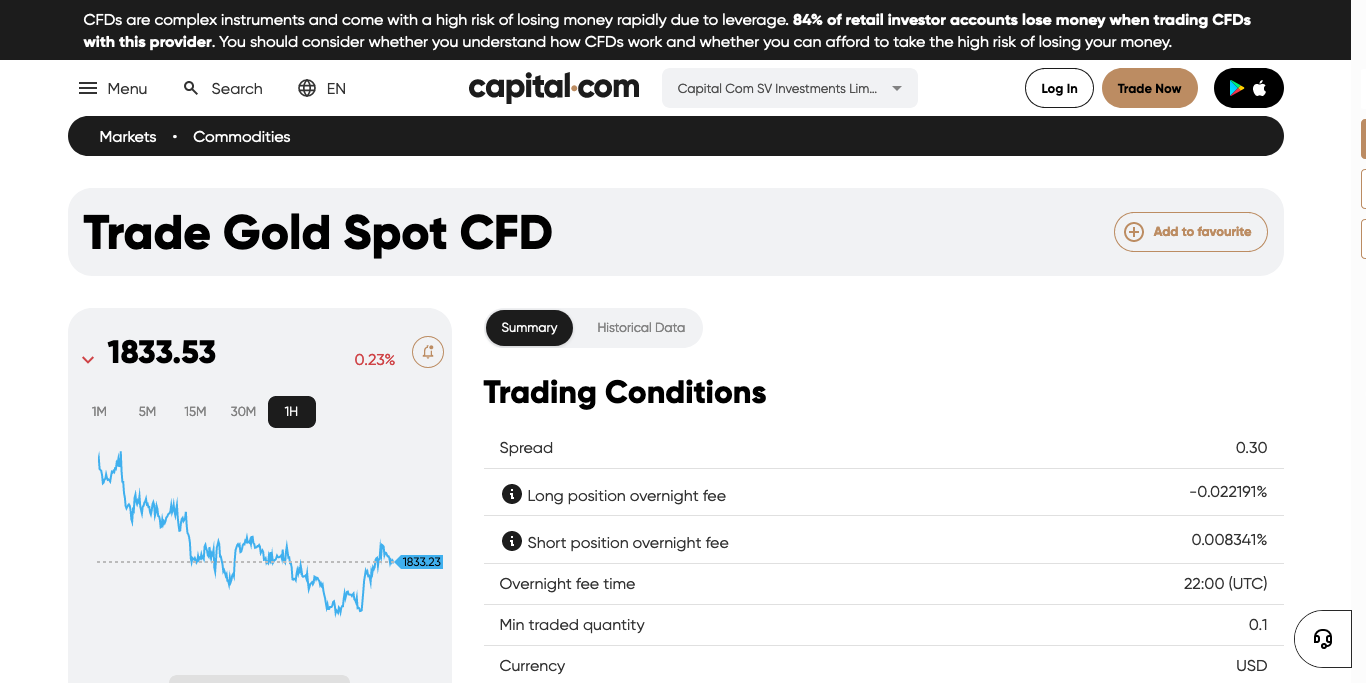 CFDs are complex instruments and come with a high risk of losing money rapidly due to leverage. 84% of retail investor accounts lose money when trading CFDs
with this provider. You should consider whether you understand how CFDs work and whether you can afford to take the high risk of losing your money.
Menu Search EN capital.com Capital Com SV Investments Lim... Log In Trade Now
Markets • Commodities
Trade Gold Spot CFD
Add to favourite
1833.53
0.23%
1M 5M 15M 30M 1H
1833.23
Summary Historical Data
Trading Conditions
Spread 0.30
Long position overnight fee -0.022191%
Short position overnight fee 0.008341%
Overnight fee time 22:00 (UTC)
Min traded quantity 0.1
Currency USD